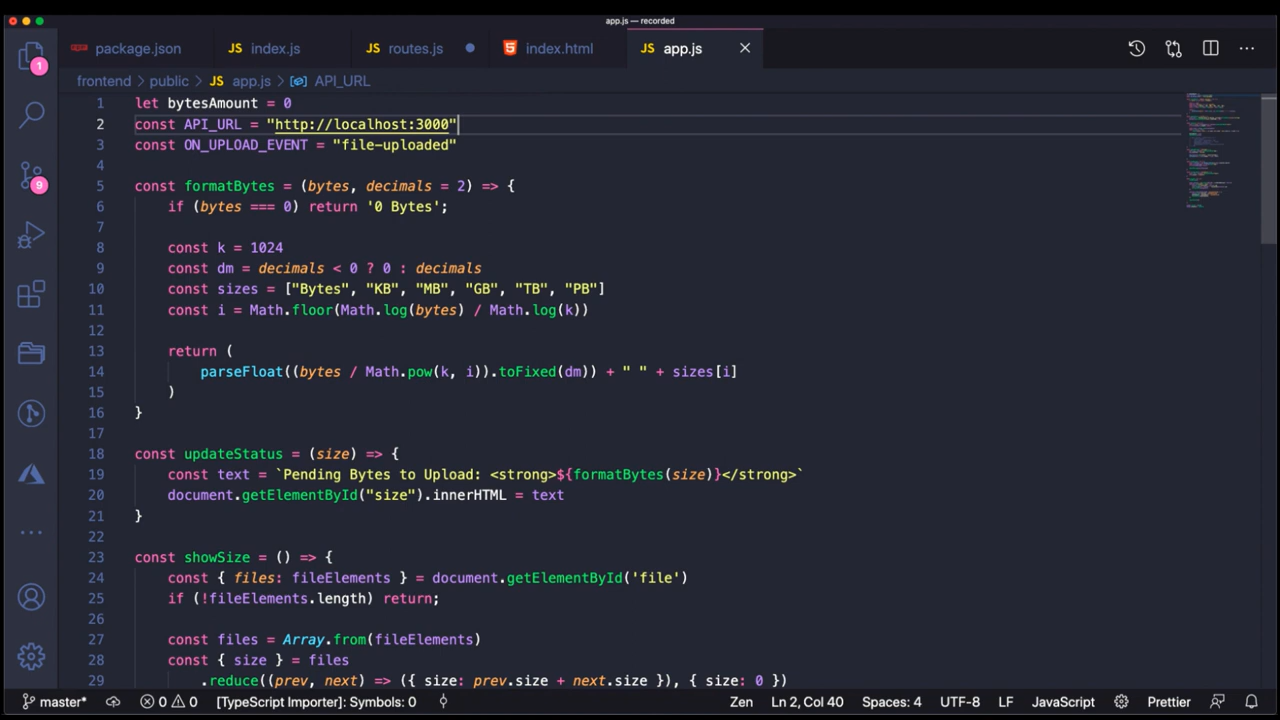 app.js — recorded
package.json
JS index.js
JS routes.js
5 index.html
JS app.js
frontend > public > JS app.js > API_URL
1
9
1 let bytesAmount = 0
2 const API_URL = "http://localhost:3000"
3 const ON_UPLOAD_EVENT = "file-uploaded"
4
5 const formatBytes = (bytes, decimals = 2) => {
6     if (bytes === 0) return '0 Bytes';
7
8     const k = 1024
9     const dm = decimals < 0 ? 0 : decimals
10     const sizes = ["Bytes", "KB", "MB", "GB", "TB", "PB"]
11     const i = Math.floor(Math.log(bytes) / Math.log(k))
12
13     return (
14         parseFloat((bytes / Math.pow(k, i)).toFixed(dm)) + " " + sizes[i]
15     )
16 }
17
18 const updateStatus = (size) => {
19     const text = `Pending Bytes to Upload: <strong>${formatBytes(size)}</strong>`
20     document.getElementById("size").innerHTML = text
21 }
22
23 const showSize = () => {
24     const { files: fileElements } = document.getElementById('file')
25     if (!fileElements.length) return;
26
27     const files = Array.from(fileElements)
28     const { size } = files
29         .reduce((prev, next) => ({ size: prev.size + next.size }), { size: 0 })
master* 0 0 [TypeScript Importer]: Symbols: 0 Zen Ln 2, Col 40 Spaces: 4 UTF-8 LF JavaScript Prettier